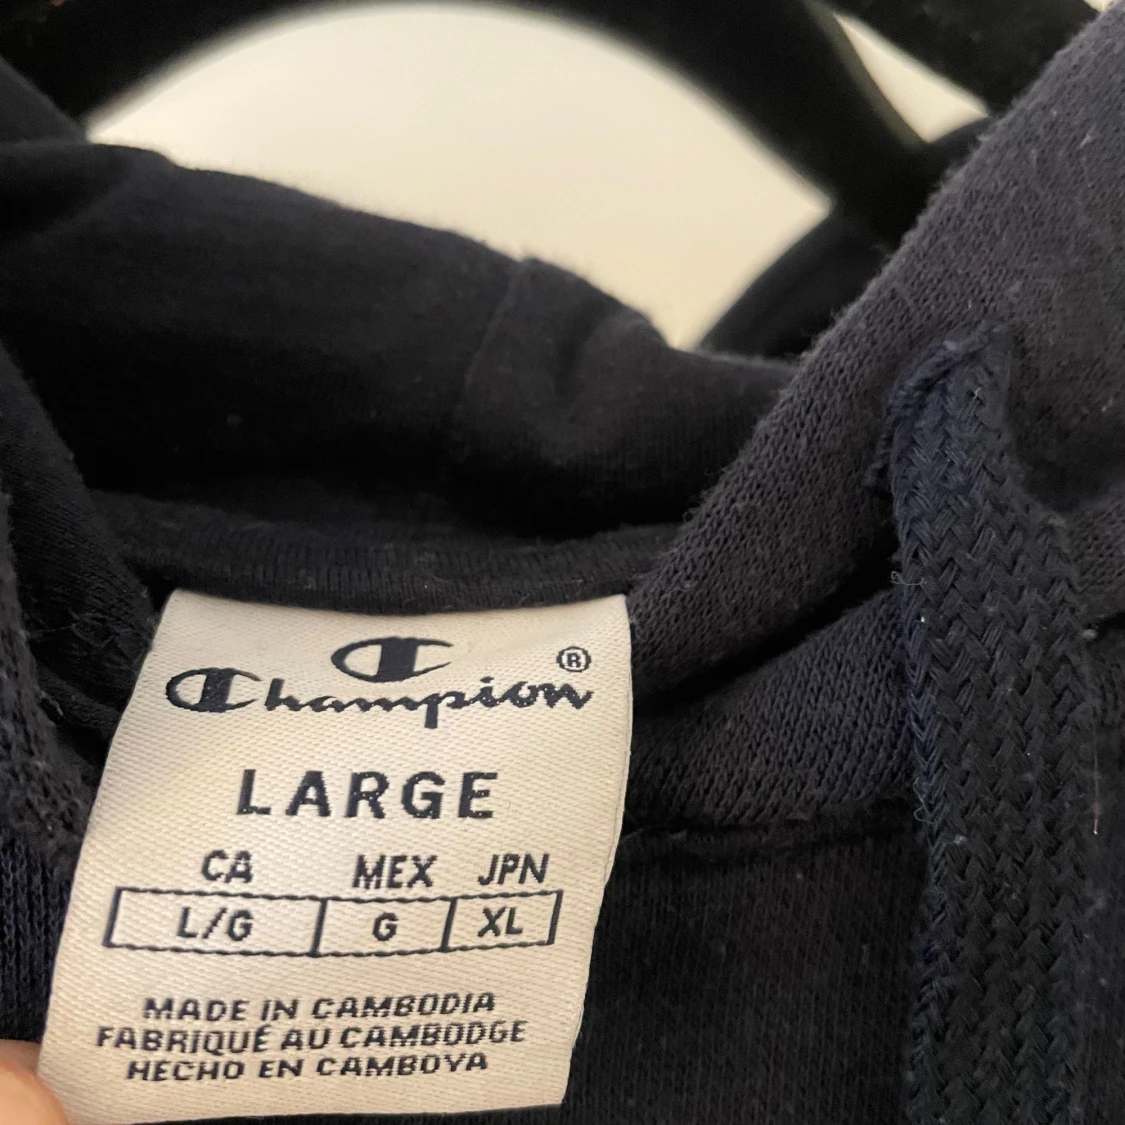 Champion®
LARGE
CA MEX JPN
L/G G XL
MADE IN CAMBODIA
FABRIQUÉ AU CAMBODGE
HECHO EN CAMBOYA